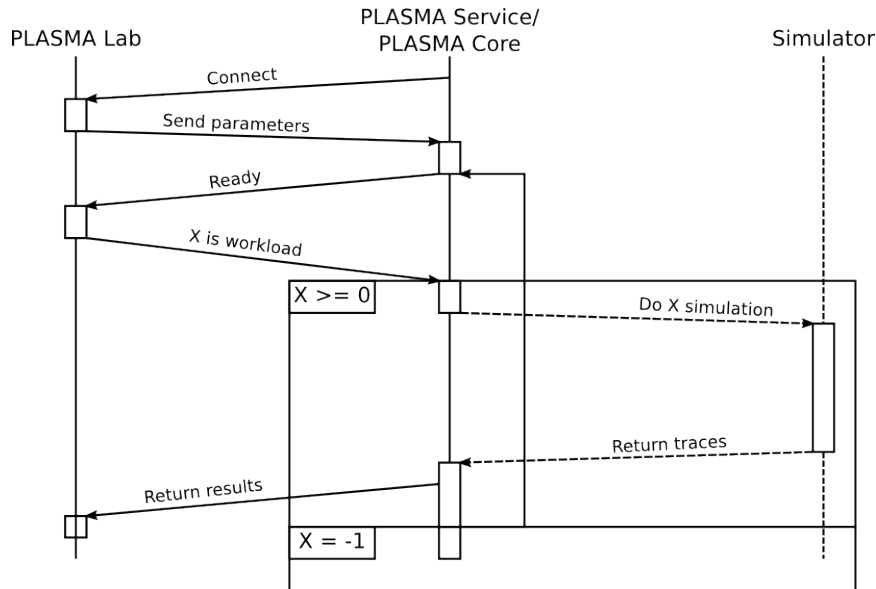 PLASMA Lab
PLASMA Service/
PLASMA Core
Simulator
Connect
Send parameters
Ready
X is workload
X >= 0
Do X simulation
Return traces
Return results
X = -1